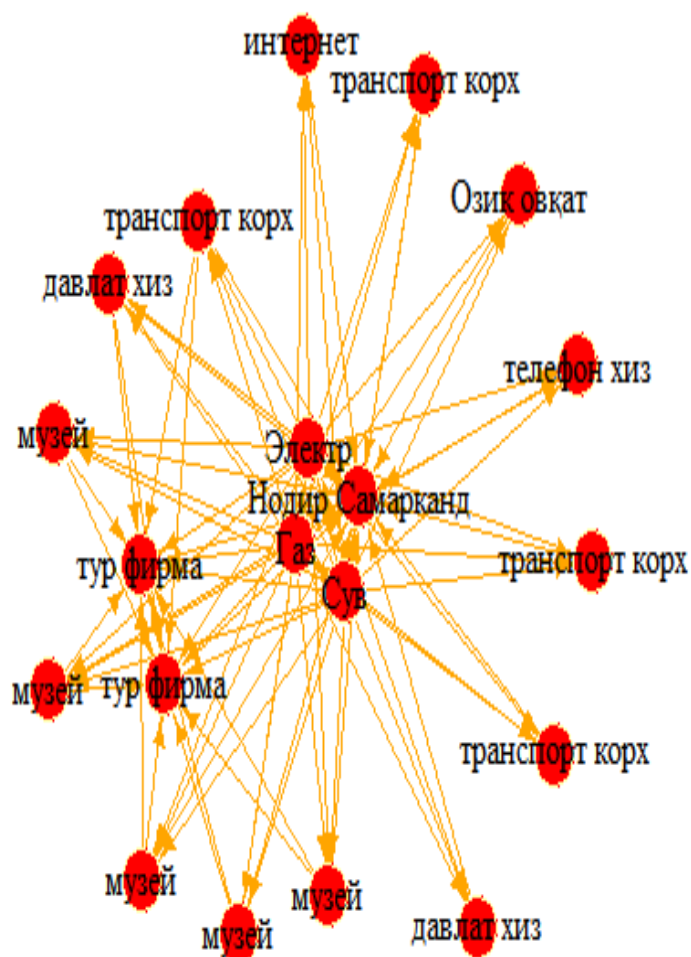 интернет
транспорт корх
Озик овқат
транспорт корх
давлат хиз
телефон хиз
музей
Электр
Нодир Самарканд
Газ
транспорт корх
тур фирма
Сув
музей
тур фирма
транспорт корх
музей
музей
музей
давлат хиз